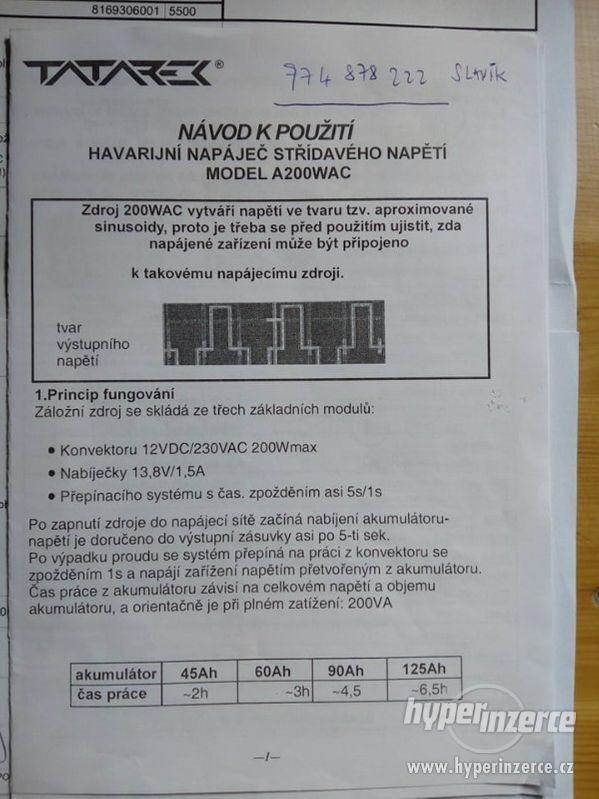 8169306001 5500
TATAREK®
774 878 222 SLAVÍK
NÁVOD K POUŽITÍ
HAVARIJNÍ NAPÁJEČ STŘÍDAVÉHO NAPĚTÍ
MODEL A200WAC
Zdroj 200WAC vytváří napětí ve tvaru tzv. aproximované
sinusoidy, proto je třeba se před použitím ujistit, zda
napájené zařízení může být připojeno
k takovému napájecímu zdroji.
tvar
výstupního
napětí
1.Princip fungování
Záložní zdroj se skládá ze třech základních modulů:
● Konvektoru 12VDC/230VAC 200Wmax
● Nabíječky 13,8V/1,5A
● Přepínacího systému s čas. zpožděním asi 5s/1s
Po zapnutí zdroje do napájecí sítě začíná nabíjení akumulátoru-
napětí je doručeno do výstupní zásuvky asi po 5-ti sek.
Po výpadku proudu se systém přepíná na práci z konvektoru se
zpožděním 1s a napájí zařízení napětím přetvořeným z akumulátoru.
Čas práce z akumulátoru závisí na celkovém napětí a objemu
akumulátoru, a orientačně je při plném zatížení: 200VA
akumulátor 45Ah 60Ah 90Ah 125Ah
čas práce ~2h ~3h ~4,5 ~6,5h
—1—
hyperinzerce
www.hyperinzerce.cz